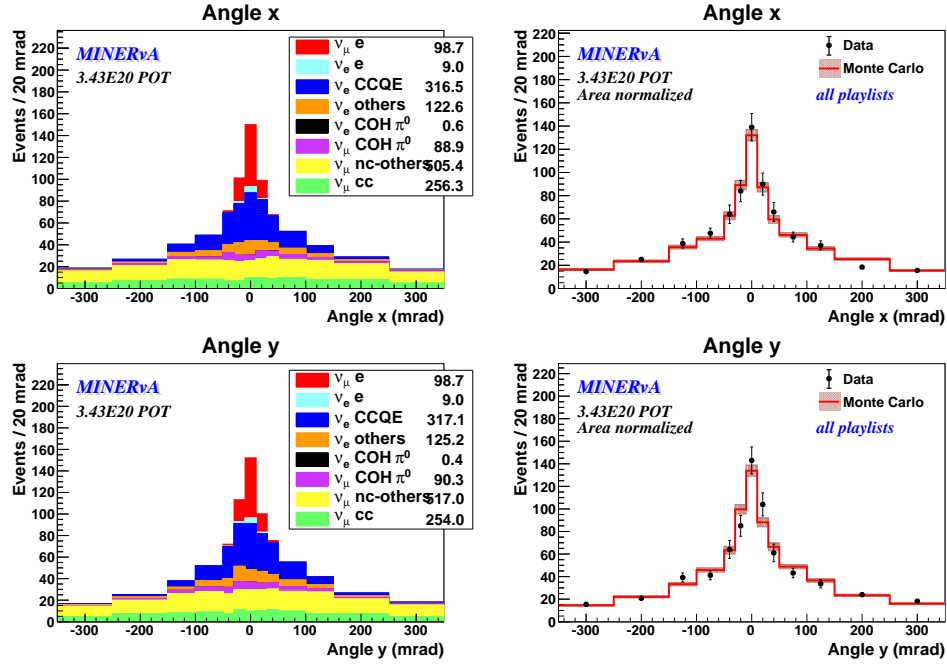 Angle x
Events / 20 mrad
220
200
180
160
140
120
100
80
60
40
20
0
MINERνA
3.43E20 POT
ν_μ e 98.7
ν_e e 9.0
ν_e CCQE 316.5
ν_e others 122.6
ν_e COH π⁰ 0.6
ν_μ COH π⁰ 88.9
ν_μ nc-others 505.4
ν_μ cc 256.3
-300 -200 -100 0 100 200 300
Angle x (mrad)
Angle x
Events / 20 mrad
220
200
180
160
140
120
100
80
60
40
20
0
MINERνA
3.43E20 POT
Area normalized
Data
Monte Carlo
all playlists
-300 -200 -100 0 100 200 300
Angle x (mrad)
Angle y
Events / 20 mrad
220
200
180
160
140
120
100
80
60
40
20
0
MINERνA
3.43E20 POT
ν_μ e 98.7
ν_e e 9.0
ν_e CCQE 317.1
ν_e others 125.2
ν_e COH π⁰ 0.4
ν_μ COH π⁰ 90.3
ν_μ nc-others 517.0
ν_μ cc 254.0
-300 -200 -100 0 100 200 300
Angle y (mrad)
Angle y
Events / 20 mrad
220
200
180
160
140
120
100
80
60
40
20
0
MINERνA
3.43E20 POT
Area normalized
Data
Monte Carlo
all playlists
-300 -200 -100 0 100 200 300
Angle y (mrad)